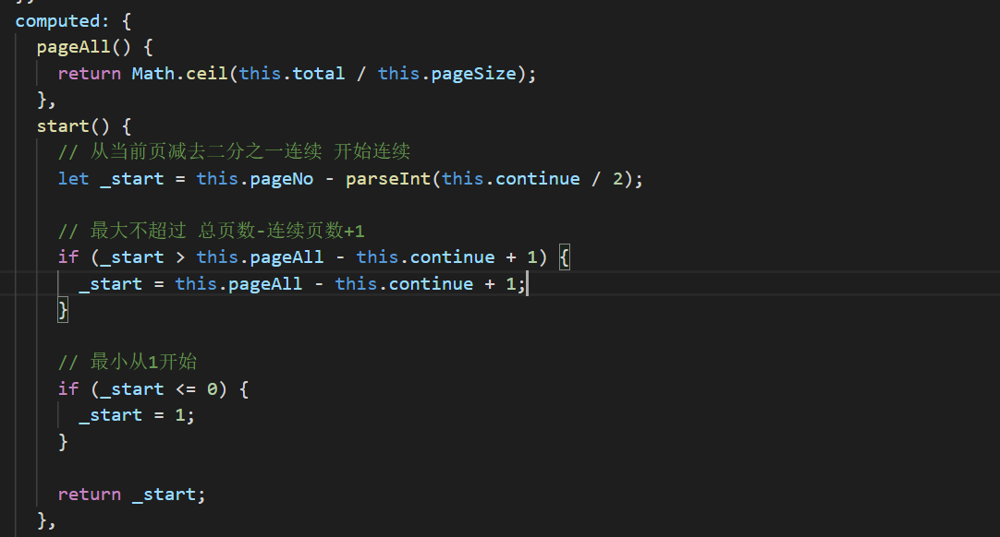 computed: {
pageAll() {
return Math.ceil(this.total / this.pageSize);
},
start() {
// 从当前页减去二分之一连续 开始连续
let _start = this.pageNo - parseInt(this.continue / 2);
// 最大不超过 总页数-连续页数+1
if (_start > this.pageAll - this.continue + 1) {
_start = this.pageAll - this.continue + 1;
}
// 最小从1开始
if (_start <= 0) {
_start = 1;
}
return _start;
},